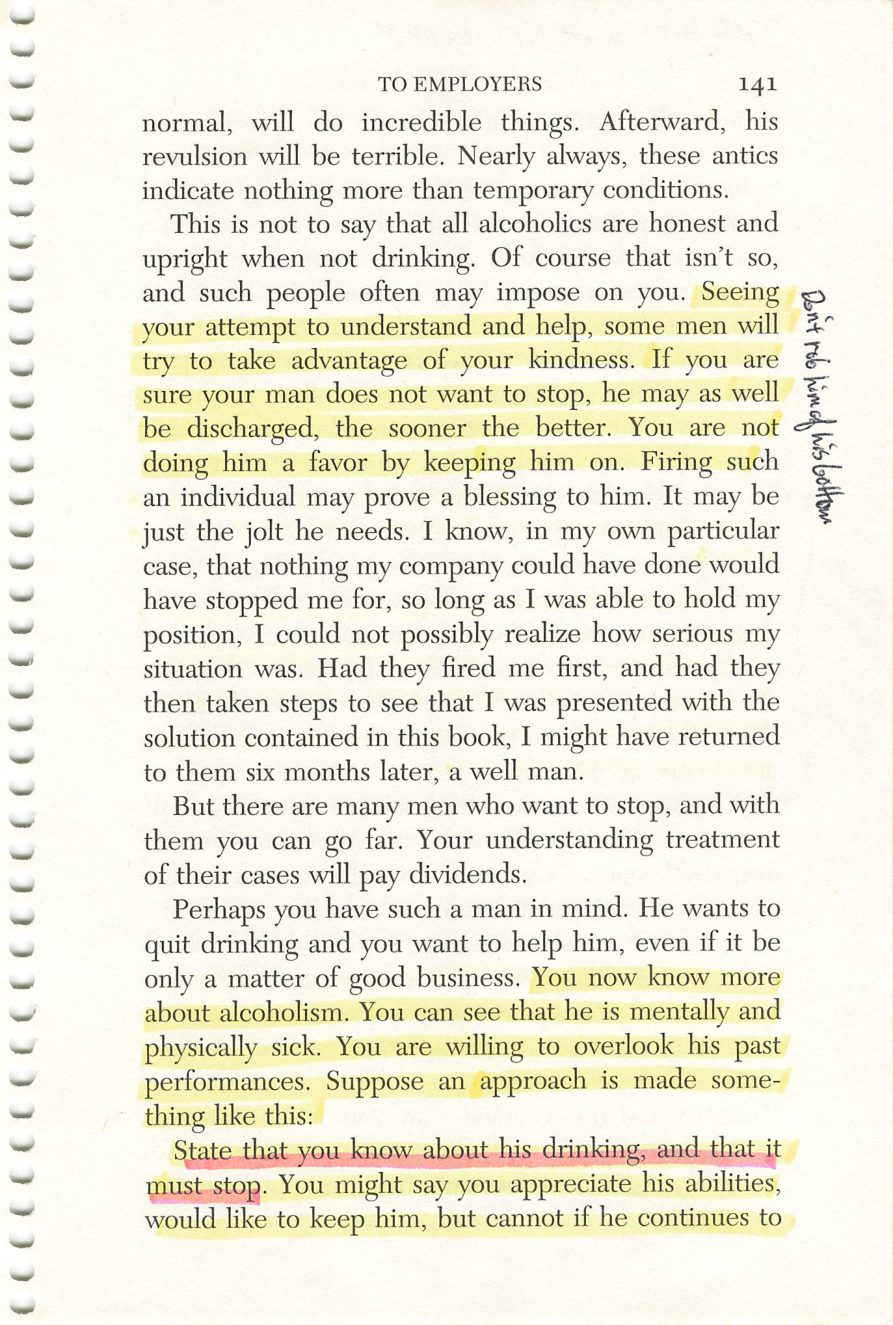 TO EMPLOYERS 141
normal, will do incredible things. Afterward, his
revulsion will be terrible. Nearly always, these antics
indicate nothing more than temporary conditions.
This is not to say that all alcoholics are honest and
upright when not drinking. Of course that isn't so,
and such people often may impose on you. Seeing
your attempt to understand and help, some men will
try to take advantage of your kindness. If you are
sure your man does not want to stop, he may as well
be discharged, the sooner the better. You are not
doing him a favor by keeping him on. Firing such
an individual may prove a blessing to him. It may be
just the jolt he needs. I know, in my own particular
case, that nothing my company could have done would
have stopped me for, so long as I was able to hold my
position, I could not possibly realize how serious my
situation was. Had they fired me first, and had they
then taken steps to see that I was presented with the
solution contained in this book, I might have returned
to them six months later, a well man.
But there are many men who want to stop, and with
them you can go far. Your understanding treatment
of their cases will pay dividends.
Perhaps you have such a man in mind. He wants to
quit drinking and you want to help him, even if it be
only a matter of good business. You now know more
about alcoholism. You can see that he is mentally and
physically sick. You are willing to overlook his past
performances. Suppose an approach is made some-
thing like this:
State that you know about his drinking, and that it
must stop. You might say you appreciate his abilities,
would like to keep him, but cannot if he continues to
Don't rob him of his bottom